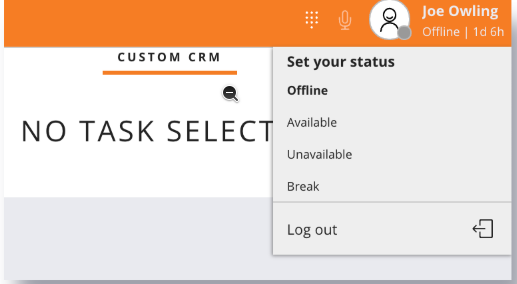 Joe Owling
Offline | 1d 6h
CUSTOM CRM
Set your status
Offline
NO TASK SELECT
Available
Unavailable
Break
Log out